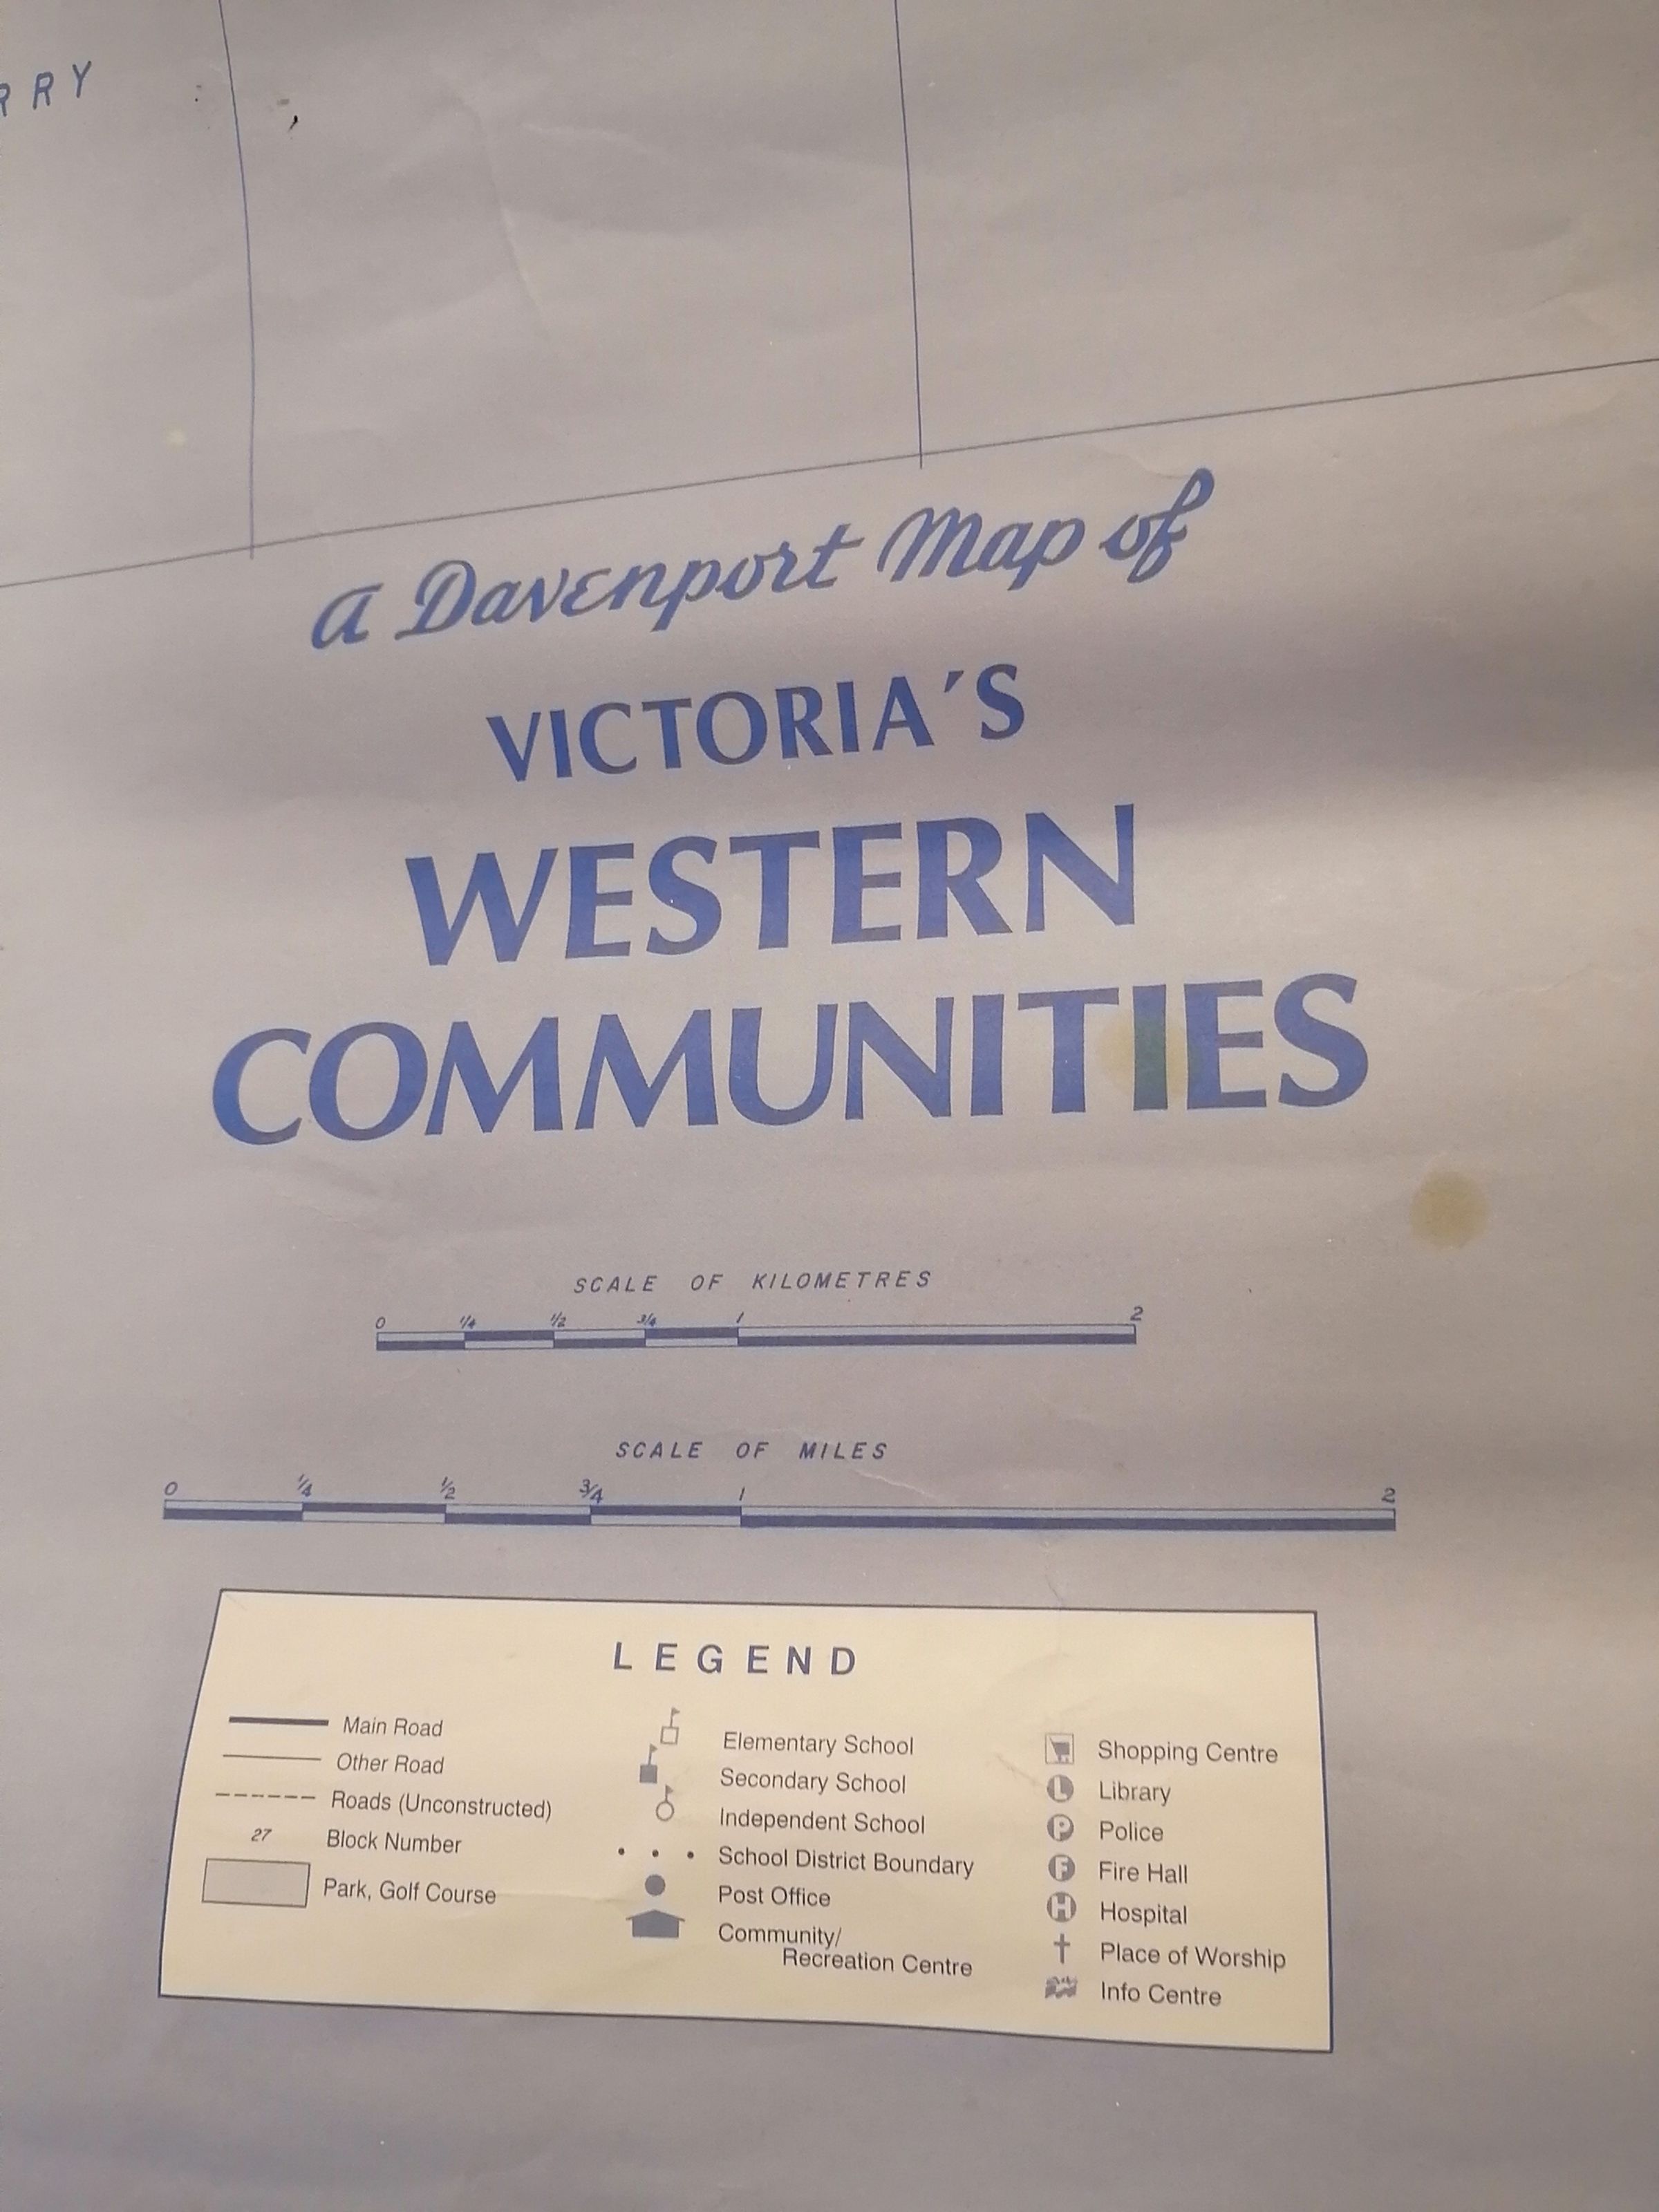 RRY
a Davenport Map of
VICTORIA'S
WESTERN
COMMUNITIES
SCALE OF KILOMETRES
0 1/4 1/2 3/4 1 2
SCALE OF MILES
0 1/4 1/2 3/4 1 2
LEGEND
Main Road
Other Road
Roads (Unconstructed)
27 Block Number
Park, Golf Course
Elementary School
Secondary School
Independent School
School District Boundary
Post Office
Community/
Recreation Centre
Shopping Centre
L Library
P Police
F Fire Hall
H Hospital
Place of Worship
Info Centre